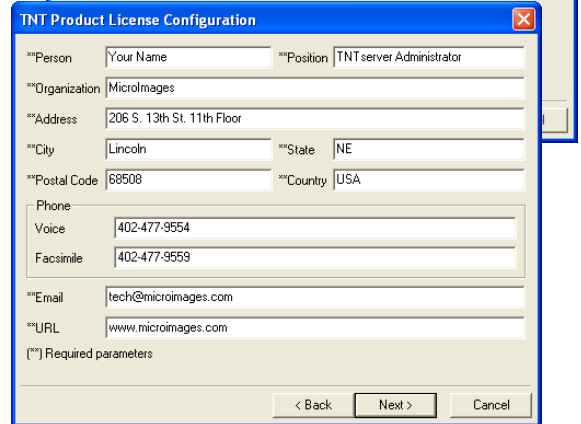 TNT Product License Configuration
**Person Your Name **Position TNTserver Administrator
**Organization MicroImages
**Address 206 S. 13th St. 11th Floor
**City Lincoln **State NE
**Postal Code 68508 **Country USA
Phone
Voice 402-477-9554
Facsimile 402-477-9559
**Email tech@microimages.com
**URL www.microimages.com
(**) Required parameters
< Back Next > Cancel